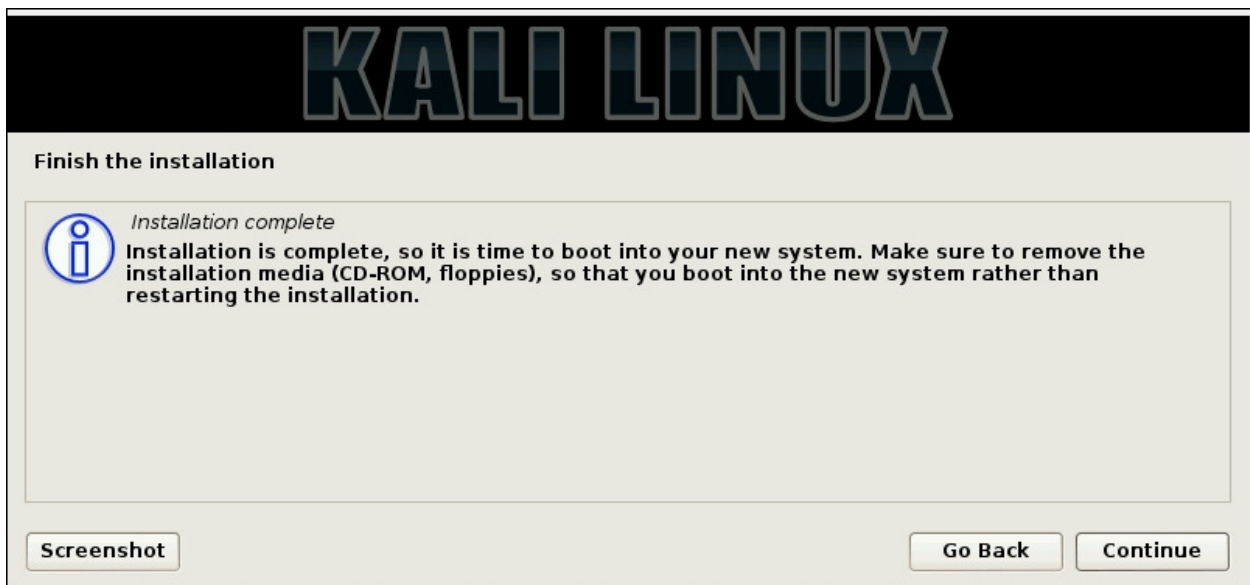 KALI LINUX
Finish the installation
Installation complete
Installation is complete, so it is time to boot into your new system. Make sure to remove the
installation media (CD-ROM, floppies), so that you boot into the new system rather than
restarting the installation.
Screenshot
Go Back
Continue